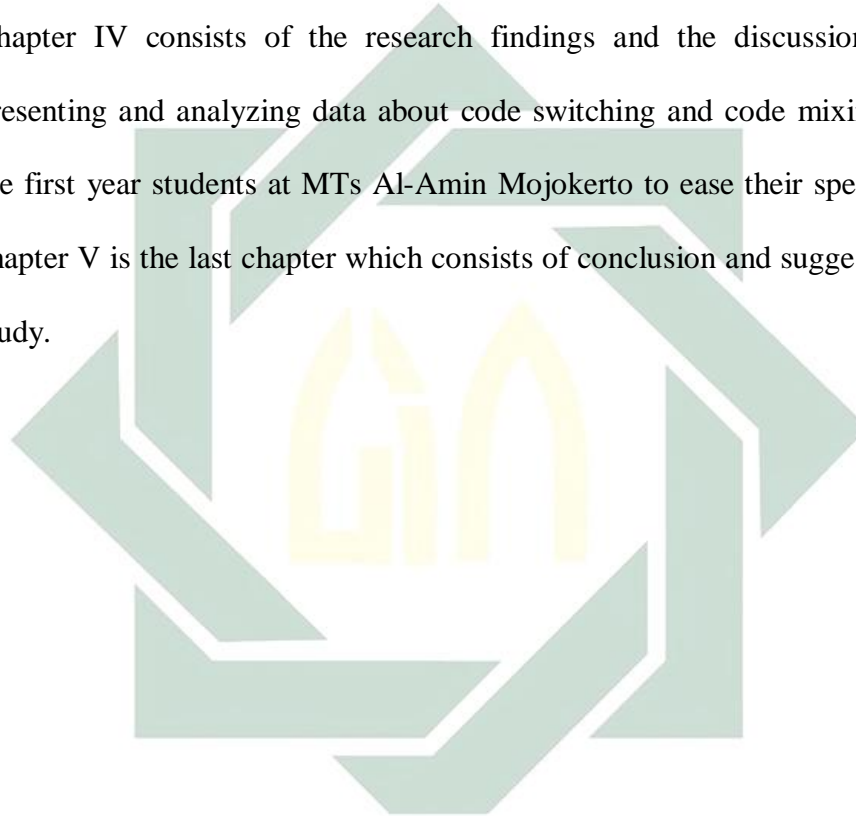 hapter IV consists of the research findings and the discussion
resenting and analyzing data about code switching and code mixi
e first year students at MTs Al-Amin Mojokerto to ease their spe
hapter V is the last chapter which consists of conclusion and sugge
udy.